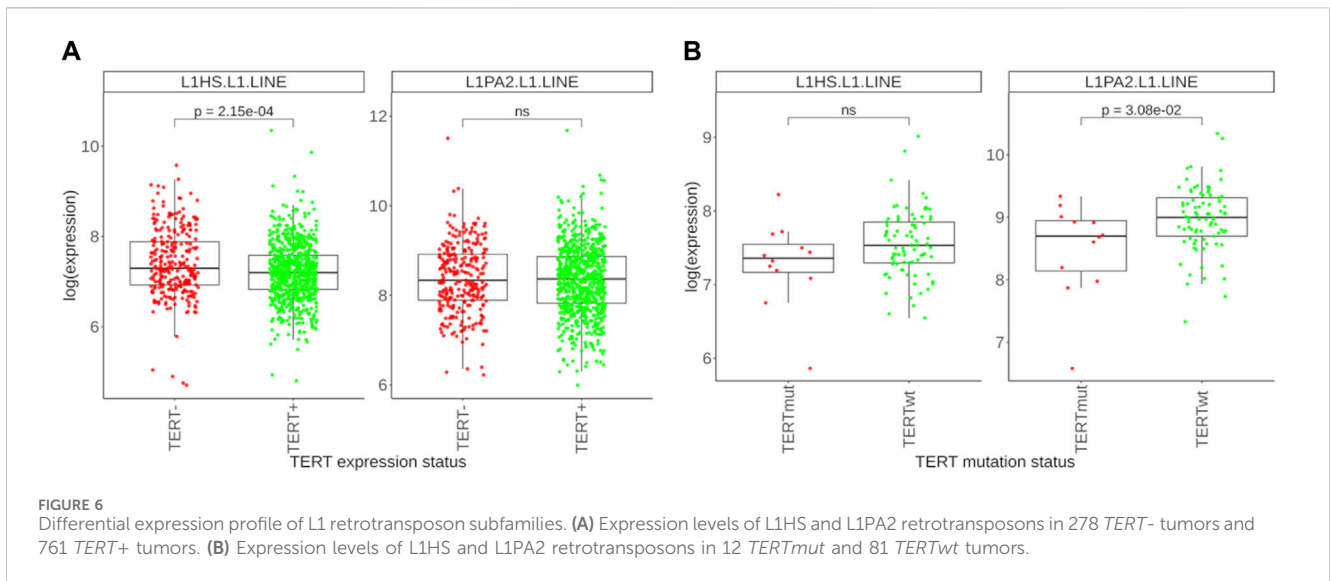 A
B
L1HS.L1.LINE
L1PA2.L1.LINE
L1HS.L1.LINE
L1PA2.L1.LINE
p = 2.15e-04
ns
ns
p = 3.08e-02
log(expression)
10
8
6
12
10
8
6
log(expression)
9
8
7
6
10
9
8
7
TERT-
TERT+
TERT-
TERT+
TERTmut
TERTwt
TERTmut
TERTwt
TERT expression status
TERT mutation status
FIGURE 6
Differential expression profile of L1 retrotransposon subfamilies. (A) Expression levels of L1HS and L1PA2 retrotransposons in 278 TERT- tumors and
761 TERT+ tumors. (B) Expression levels of L1HS and L1PA2 retrotransposons in 12 TERTmut and 81 TERTwt tumors.